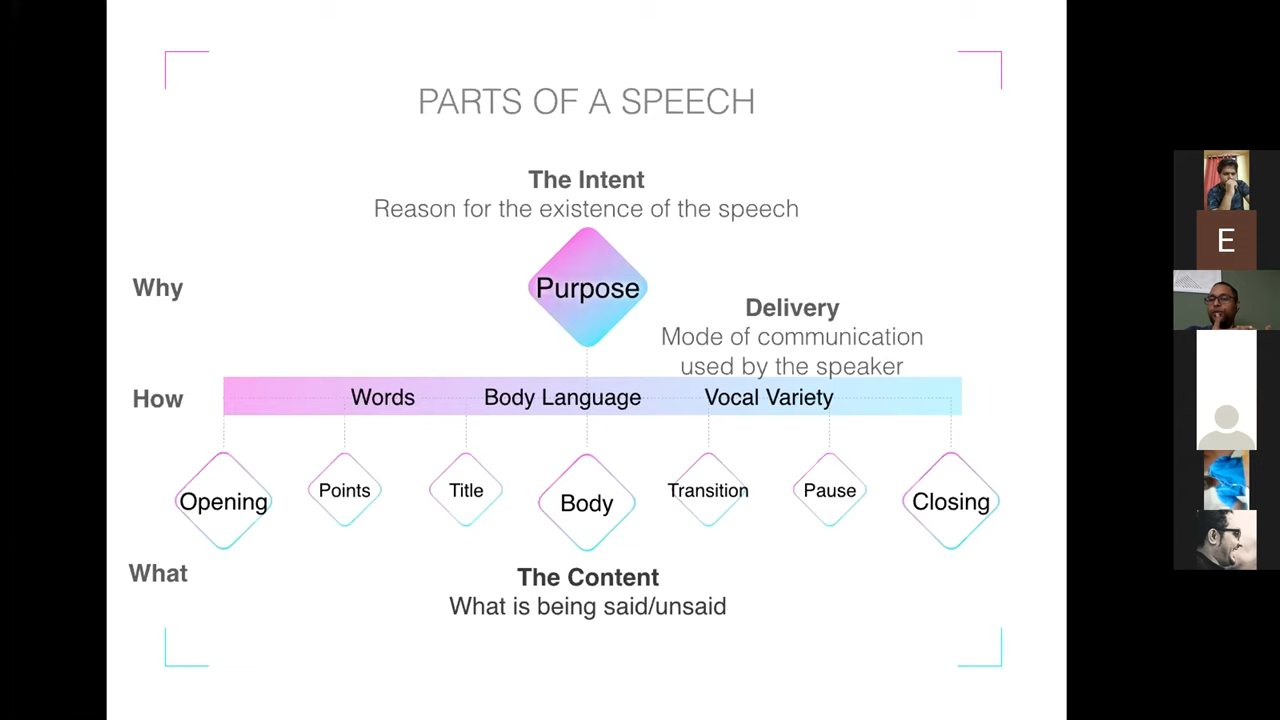 PARTS OF A SPEECH
The Intent
Reason for the existence of the speech
Why
Purpose
Delivery
Mode of communication
used by the speaker
How
Words
Body Language
Vocal Variety
Opening
Points
Title
Body
Transition
Pause
Closing
What
The Content
What is being said/unsaid
E